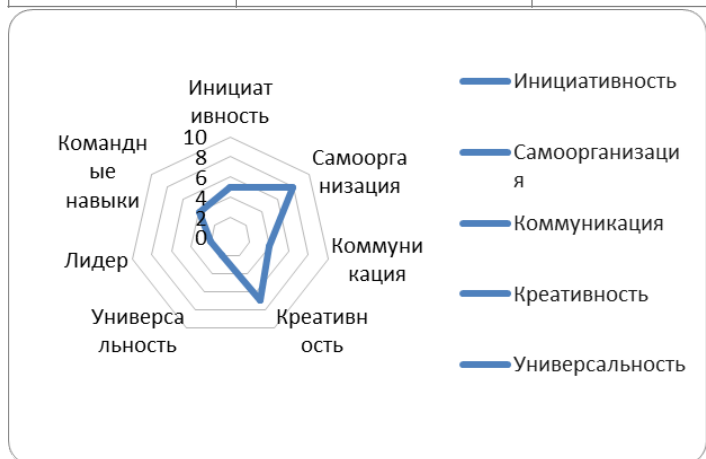 Инициат
ивность
Командн
ые
навыки
10
8
6
4
2
0
Самоорга
низация
Лидер
Коммуни
кация
Универса
льность
Креативн
ость
Инициативность
Самоорганизаци
я
Коммуникация
Креативность
Универсальность